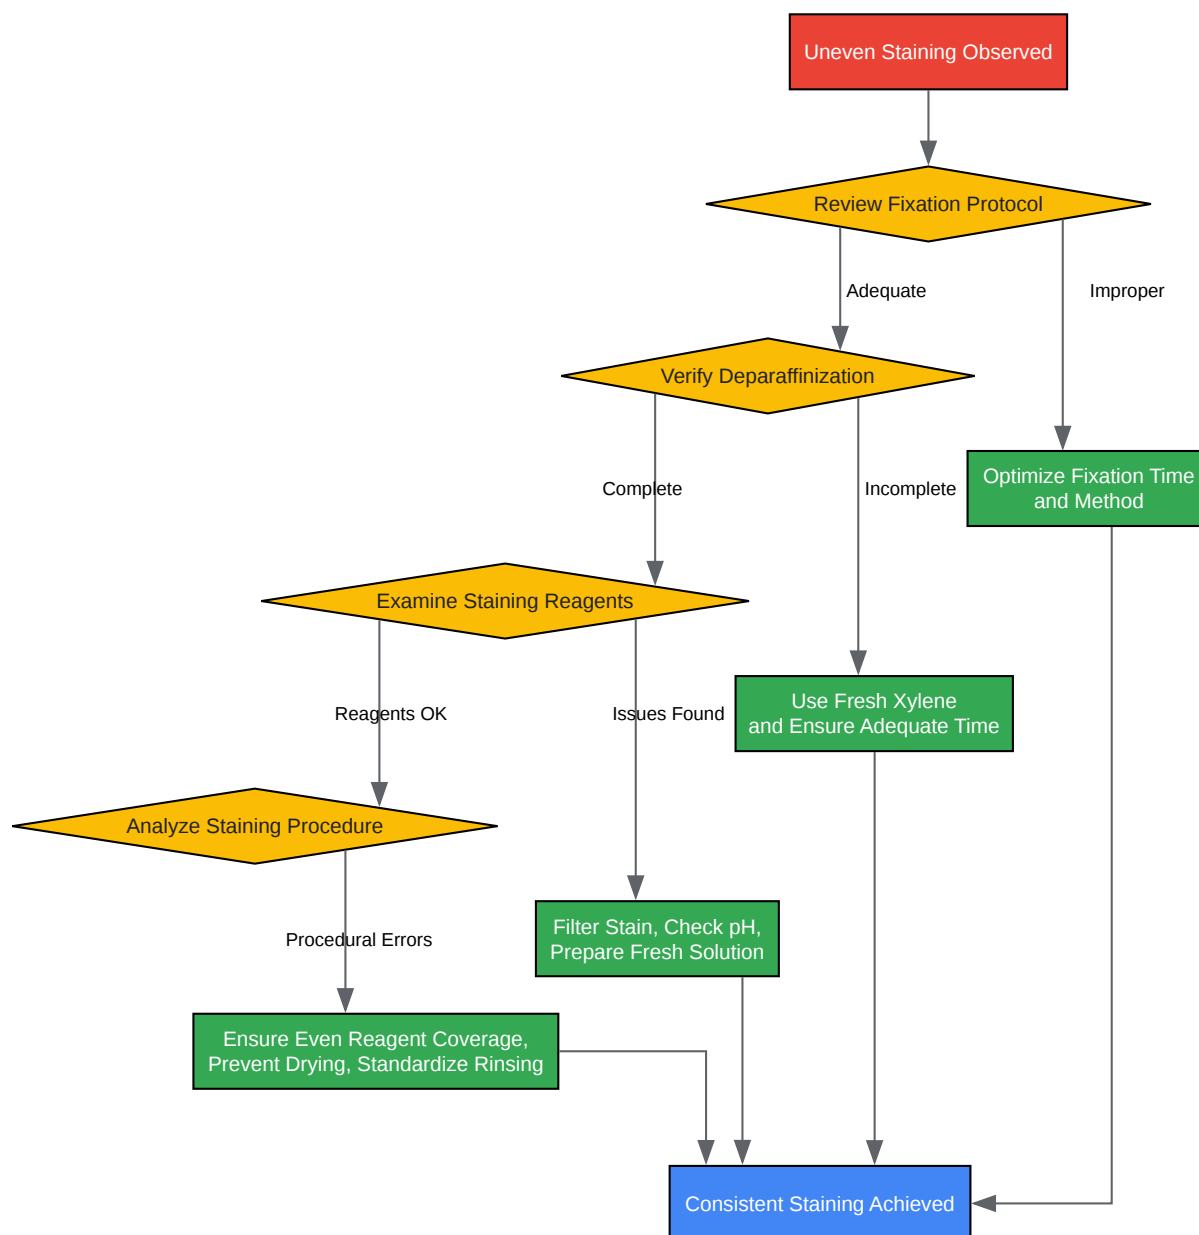 Uneven Staining Observed
Review Fixation Protocol
Adequate
Improper
Verify Deparaffinization
Complete
Incomplete
Optimize Fixation Time
and Method
Examine Staining Reagents
Reagents OK
Issues Found
Use Fresh Xylene
and Ensure Adequate Time
Analyze Staining Procedure
Procedural Errors
Filter Stain, Check pH,
Prepare Fresh Solution
Ensure Even Reagent Coverage,
Prevent Drying, Standardize Rinsing
Consistent Staining Achieved